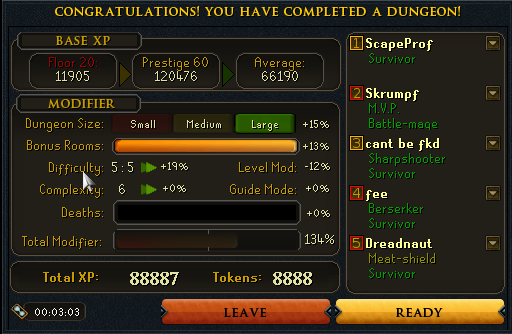 CONGRATULATIONS! YOU HAVE COMPLETED A DUNGEON!
BASE XP
Floor 20: Prestige 60 Average:
11905 120476 66190
MODIFIER
Dungeon Size: Small Medium Large +15%
Bonus Rooms: +13%
Difficulty: 5:5 +19% Level Mod: -12%
Complexity: 6 +0% Guide Mode: +0%
Deaths: +0%
Total Modifier: 134%
Total XP: 88887 Tokens: 8888
1 ScapeProf
Survivor
2 Skrumpf
M.V.P.
Battle-mage
3 cant be fkd
Sharpshooter
Survivor
4 fee
Berserker
Survivor
5 Dreadnaut
Meat-shield
Survivor
00:03:03
LEAVE
READY